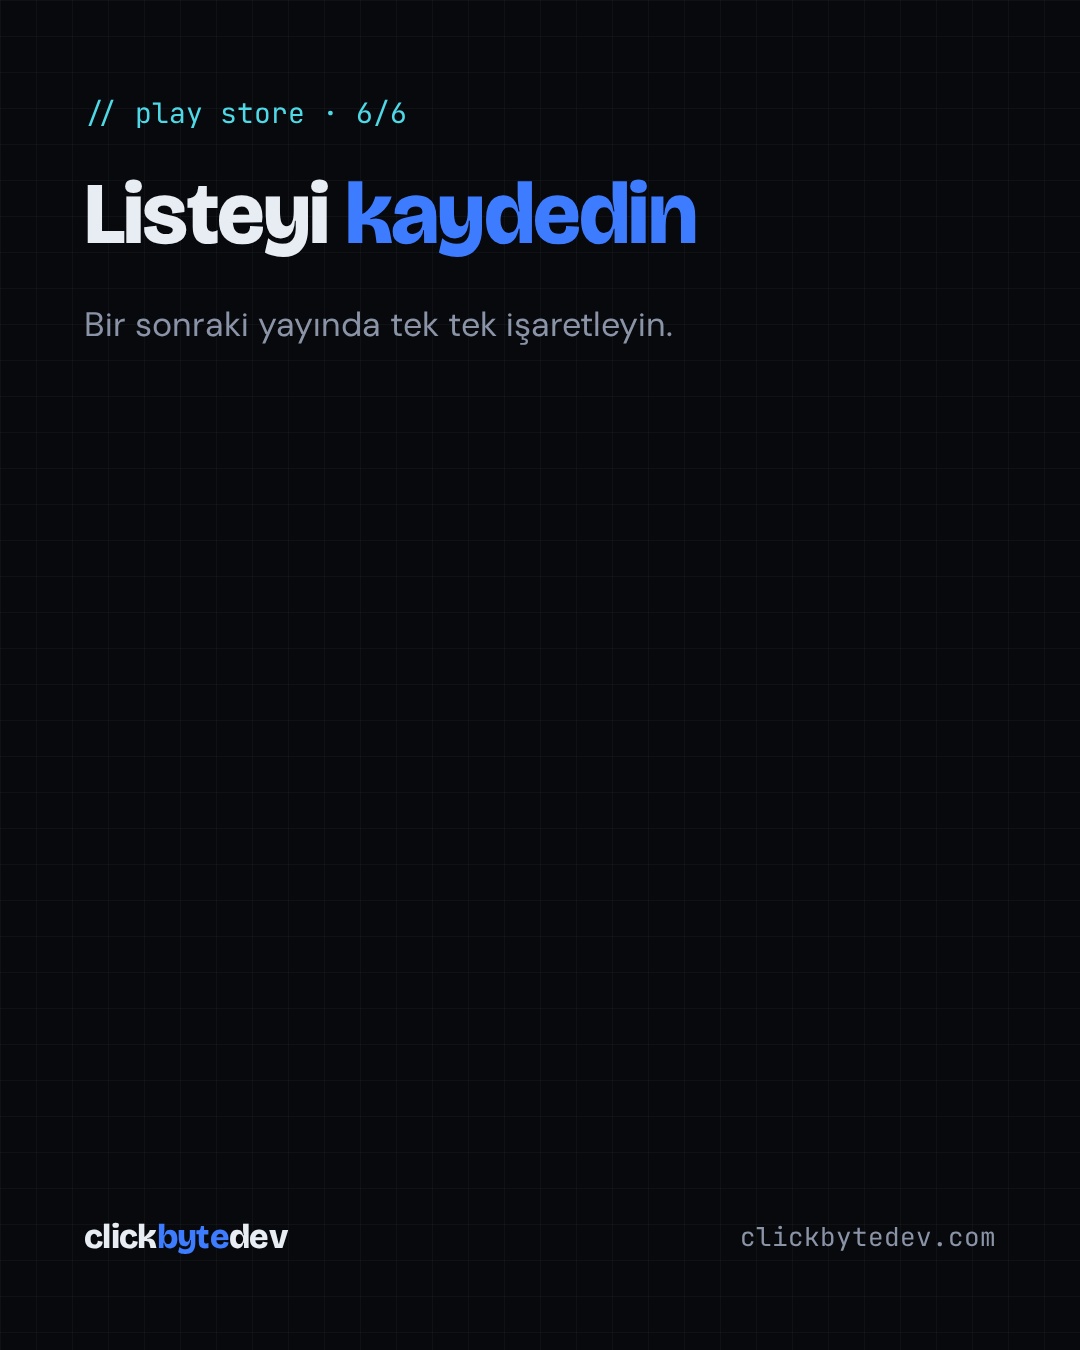 // play store · 6/6
Listeyi kaydedin
Bir sonraki yayında tek tek işaretleyin.
clickbytedev
clickbytedev.com